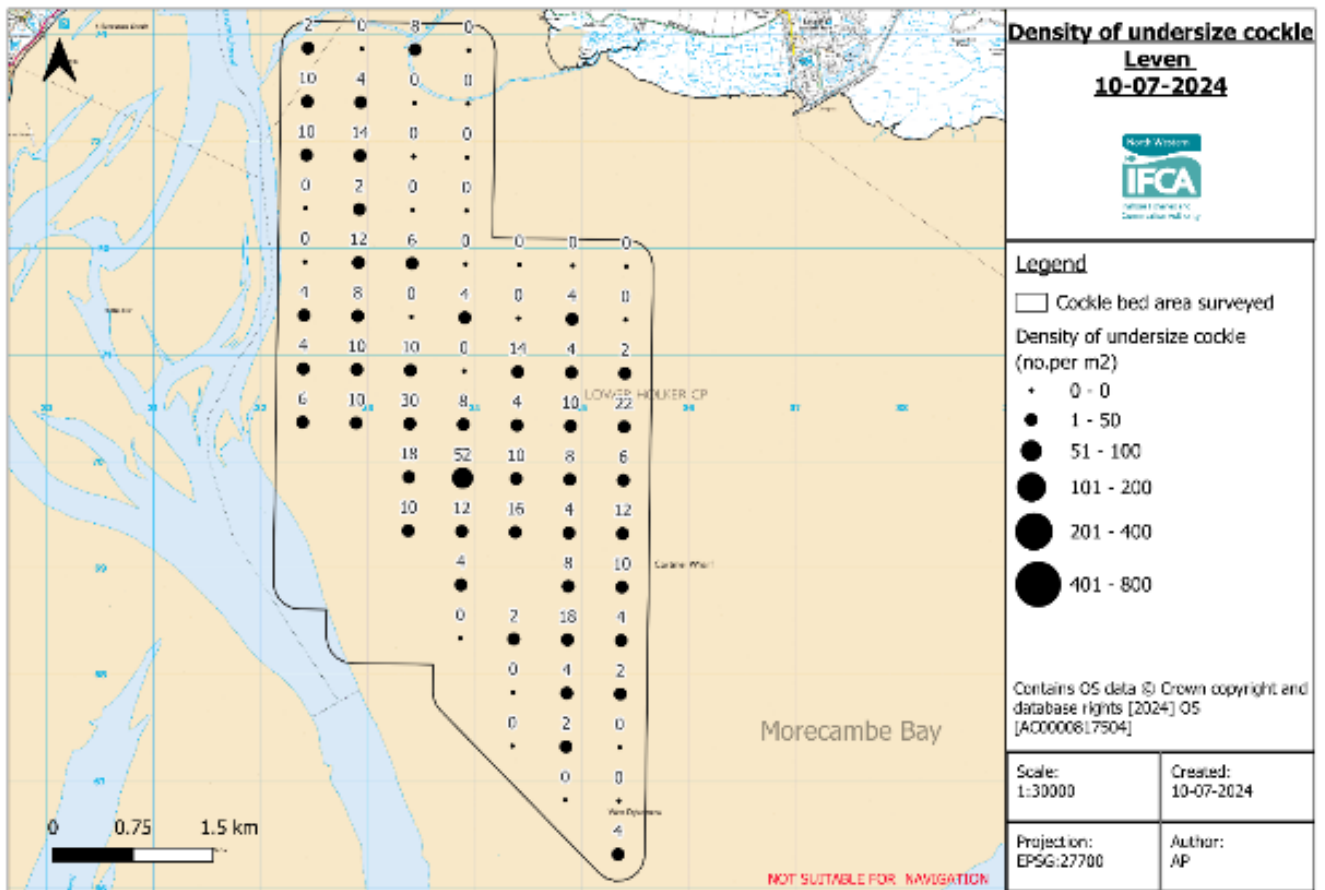 Density of undersize cockle
Leven
10-07-2024
North Western
IFCA
Legend
Cockle bed area surveyed
Density of undersize cockle
(no.per m2)
0 - 0
1 - 50
51 - 100
101 - 200
201 - 400
401 - 800
Contains OS data © Crown copyright and
database rights [2024] OS
[AC0000817504]
Scale:
1:30000
Created:
10-07-2024
Projection:
EPSG:27700
Author:
AP
2 0 8 0
10 4 0 0
10 14 0 0
0 2 0 0
0 12 6 0 0 0 0
4 8 0 4 0 4 0
4 10 10 0 14 4 2
LOWER HOLKER CP
6 10 30 8 4 10 22
18 52 10 8 6
10 12 16 4 12
4 8 10
0 2 18 4
0 4 2
0 2 0
0 0
4
Morecambe Bay
0 0.75 1.5 km
NOT SUITABLE FOR NAVIGATION